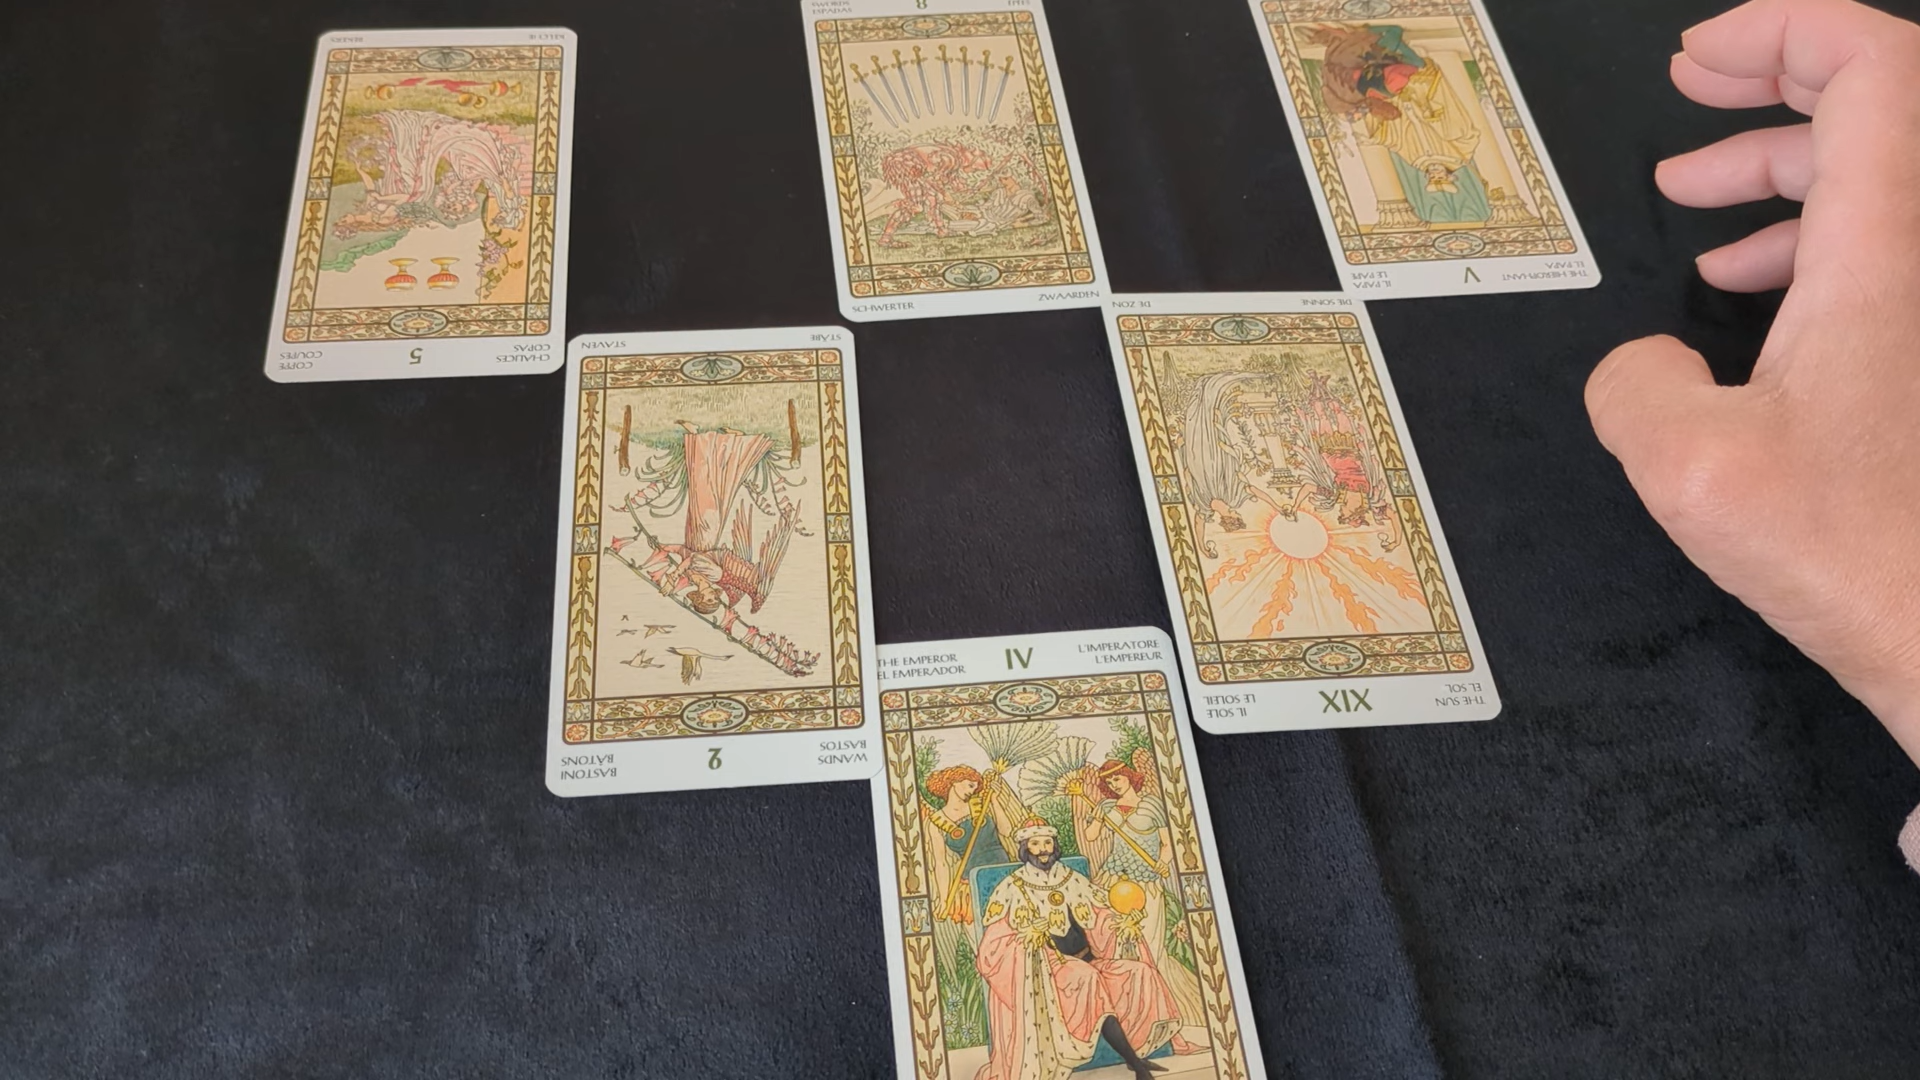 BEKERS
KELCHE
SWORDS
ESPADAS
8
COPPE
COUPES
5
CHALICES
COPAS
SCHWERTER
ZWAARDEN
IL PAPA
LE PAPE
V
THE HIEROPHANT
EL PAPA
STAVEN
STÄBE
DE ZON
DIE SONNE
BASTONI
BÂTONS
2
WANDS
BASTOS
THE EMPEROR
EL EMPERADOR
IV
L'IMPERATORE
L'EMPEREUR
IL SOLE
LE SOLEIL
XIX
THE SUN
EL SOL